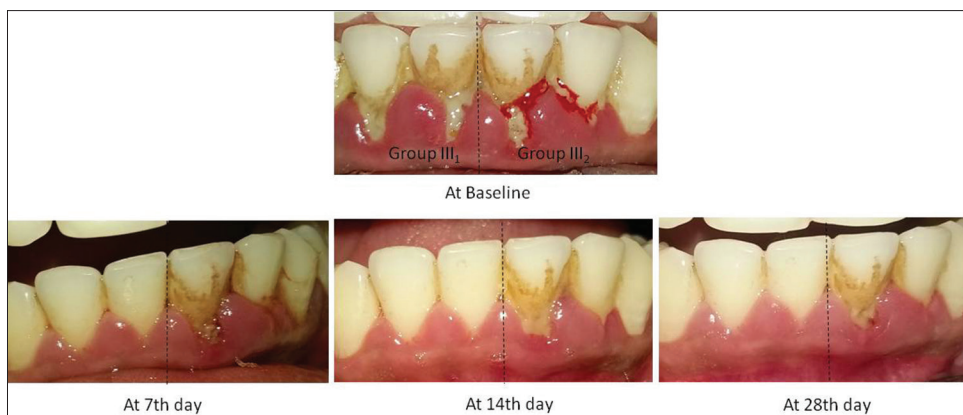 Group III₁ Group III₂
At Baseline
At 7th day At 14th day At 28th day